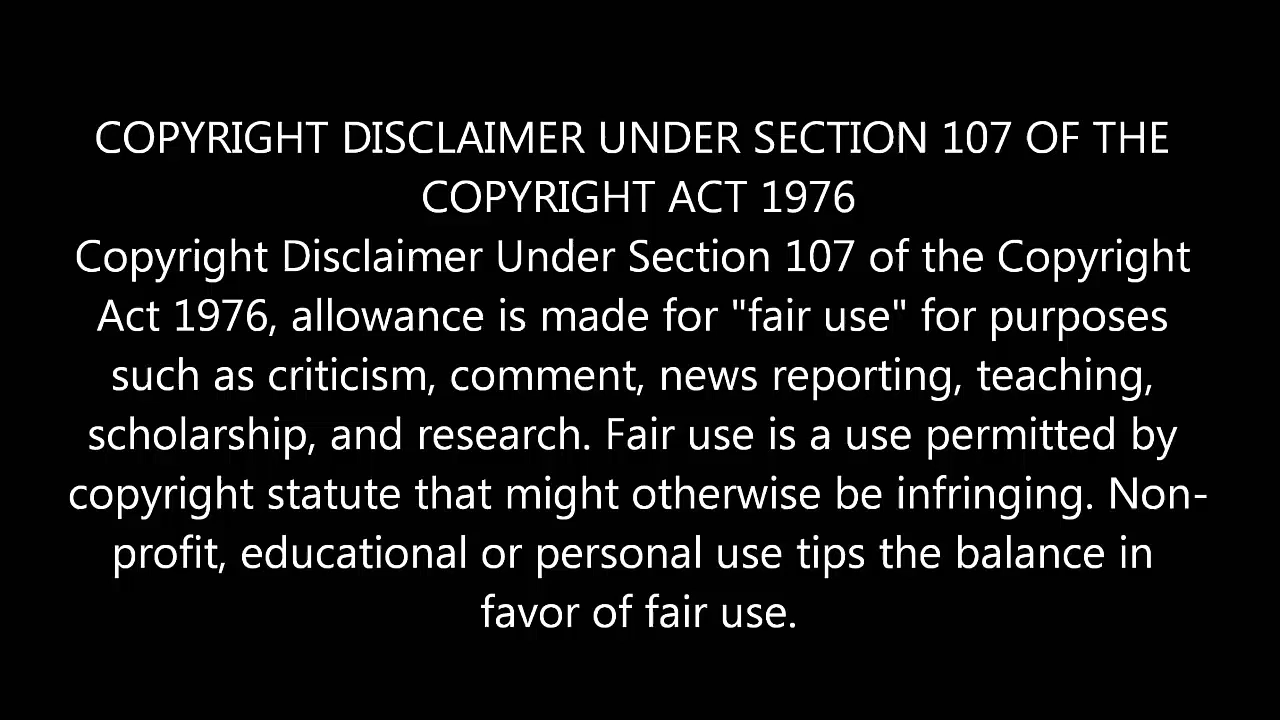 COPYRIGHT DISCLAIMER UNDER SECTION 107 OF THE
COPYRIGHT ACT 1976
Copyright Disclaimer Under Section 107 of the Copyright
Act 1976, allowance is made for "fair use" for purposes
such as criticism, comment, news reporting, teaching,
scholarship, and research. Fair use is a use permitted by
copyright statute that might otherwise be infringing. Non-
profit, educational or personal use tips the balance in
favor of fair use.